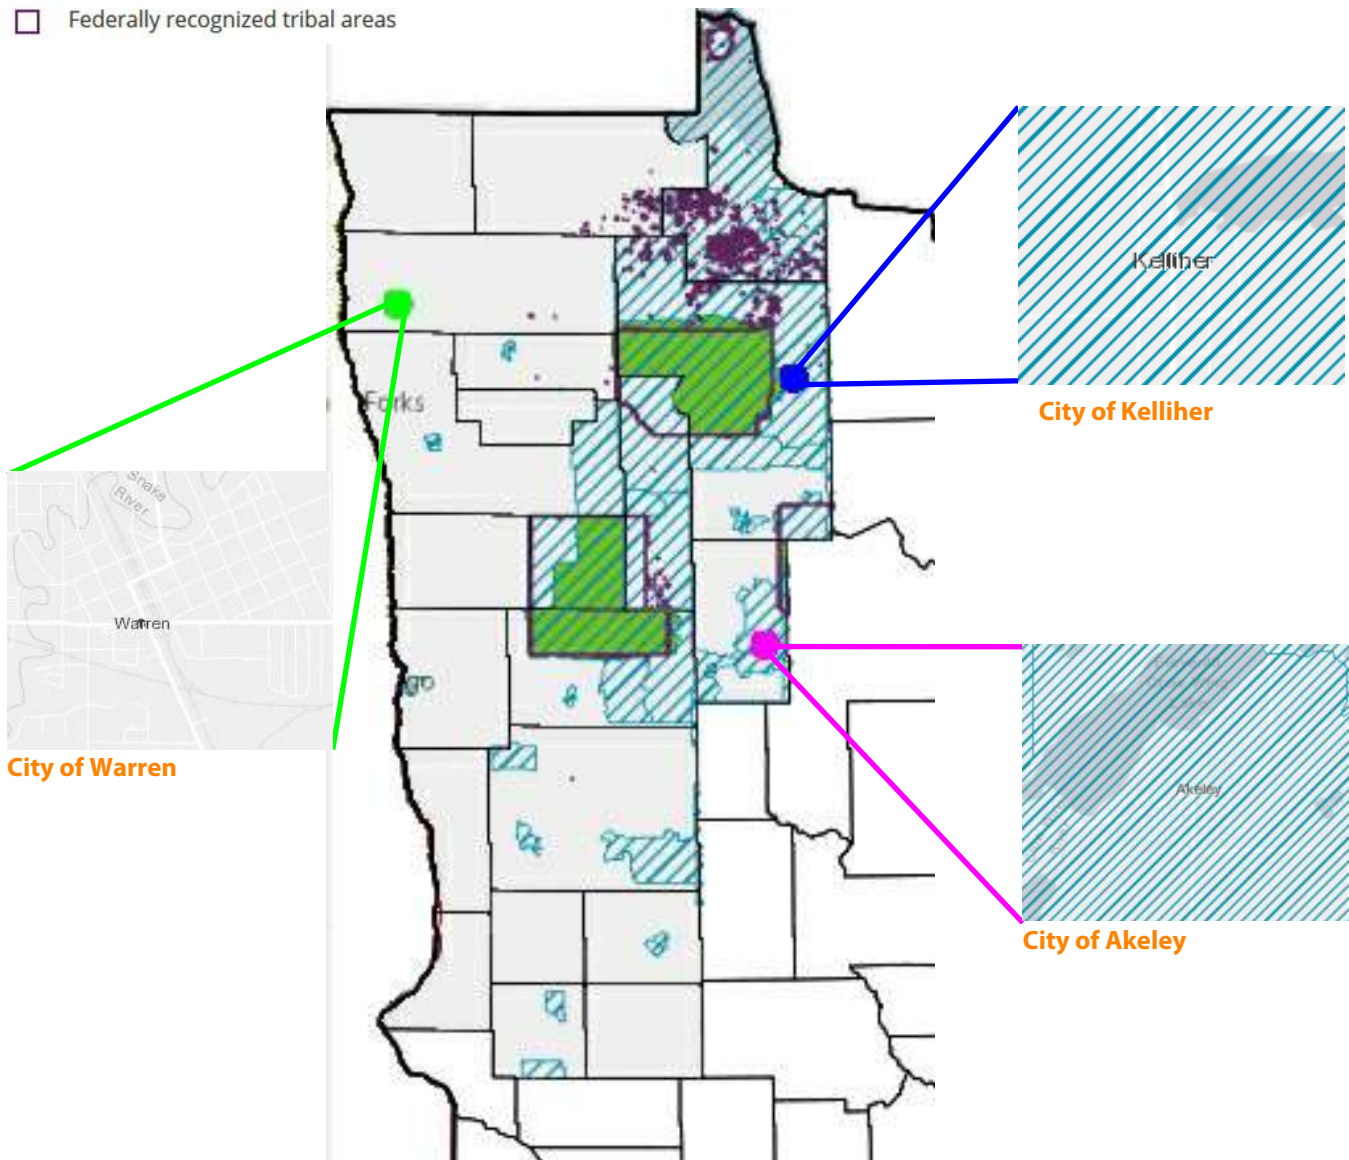 Federally recognized tribal areas
Kelliher
City of Kelliher
Forks
Snake
River
Warren
City of Warren
go
Akeley
City of Akeley